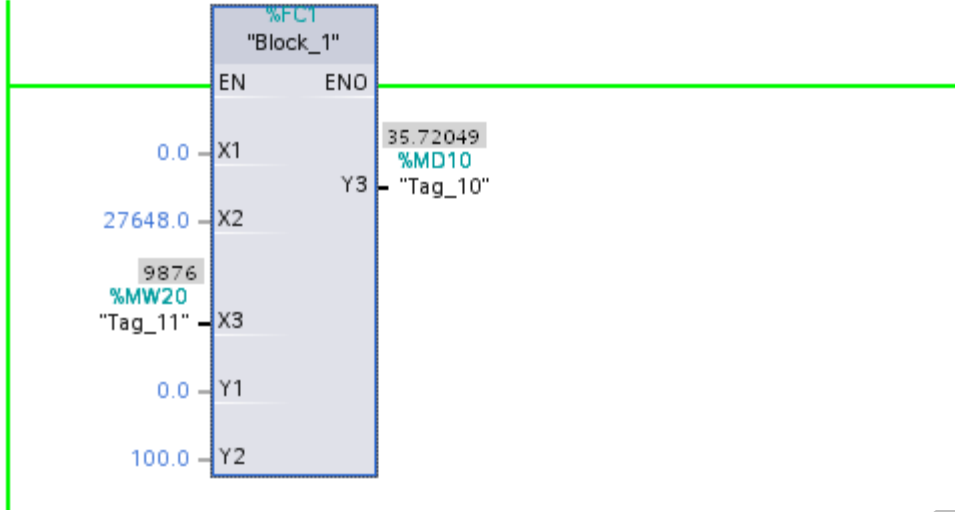 %FC1
"Block_1"
EN ENO
0.0 X1
35.72049
%MD10
Y3 "Tag_10"
27648.0 X2
9876
%MW20
"Tag_11" X3
0.0 Y1
100.0 Y2